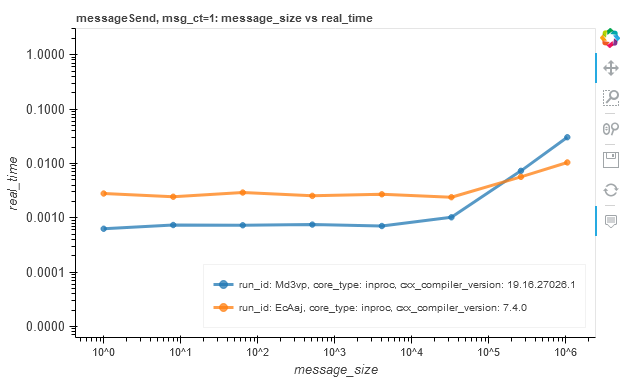 messageSend, msg_ct=1: message_size vs real_time
1.0000
0.1000
0.0100
0.0010
0.0001
0.0000
real_time
run_id: Md3vp, core_type: inproc, cxx_compiler_version: 19.16.27026.1
run_id: EcAaj, core_type: inproc, cxx_compiler_version: 7.4.0
10^0 10^1 10^2 10^3 10^4 10^5 10^6
message_size